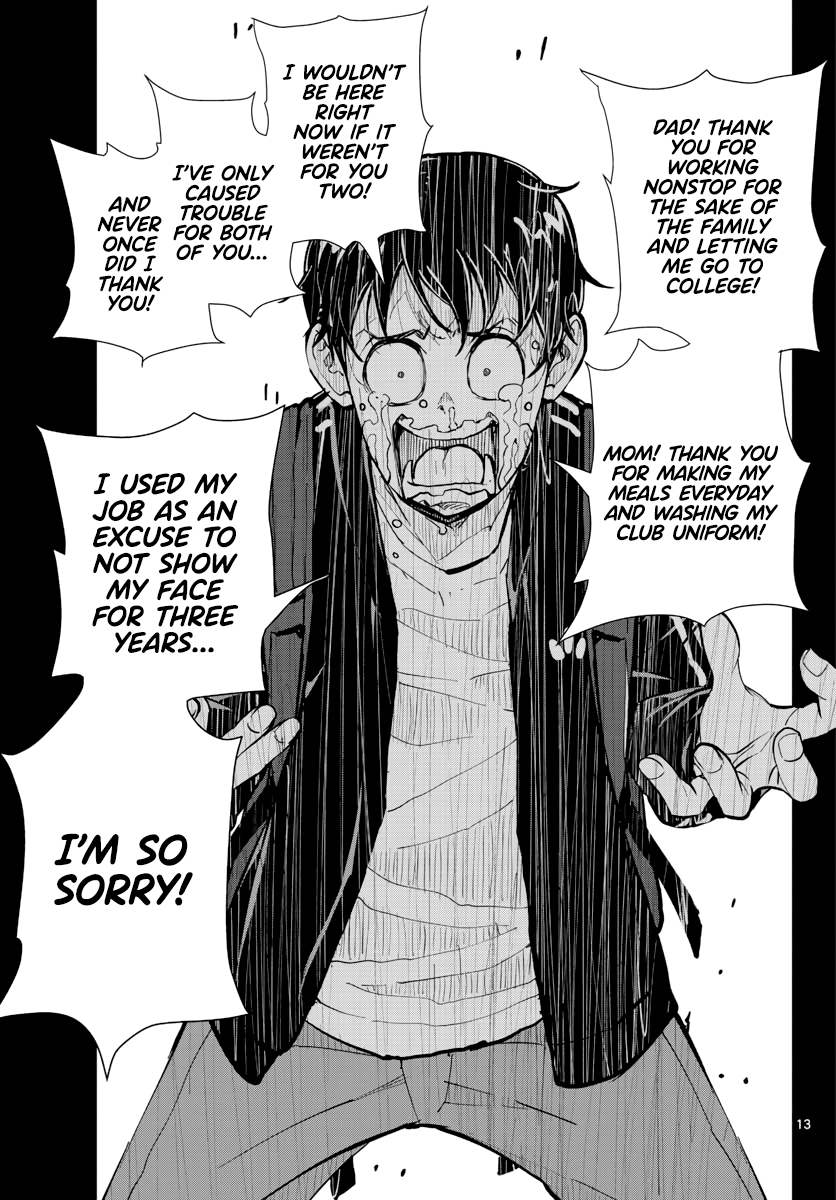 DAD! THANK
YOU FOR
WORKING
NONSTOP FOR
THE SAKE OF
THE FAMILY
AND LETTING
ME GO TO
COLLEGE!
MOM! THANK YOU
FOR MAKING MY
MEALS EVERYDAY
AND WASHING MY
CLUB UNIFORM!
I WOULDN'T
BE HERE
RIGHT
NOW IF IT
WEREN'T
FOR YOU
TWO!
I'VE ONLY
CAUSED
TROUBLE
FOR BOTH
OF YOU...
AND
NEVER
ONCE
DID I
THANK
YOU!
I USED MY
JOB AS AN
EXCUSE TO
NOT SHOW
MY FACE
FOR THREE
YEARS...
I'M SO
SORRY!
13